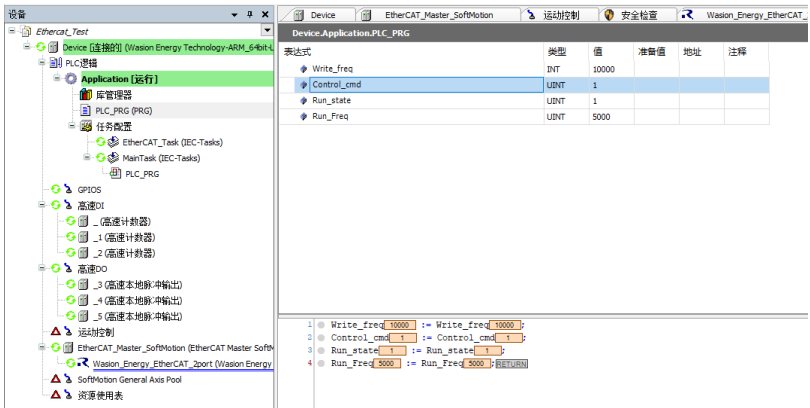 设备
Ethercat_Test
Device [连接的] (Wasion Energy Technology-ARM_64bit-L
PLC逻辑
Application [运行]
库管理器
PLC_PRG (PRG)
任务配置
EtherCAT_Task (IEC-Tasks)
MainTask (IEC-Tasks)
PLC_PRG
GPIOS
高速DI
_ (高速计数器)
_1 (高速计数器)
_2 (高速计数器)
高速DO
_3 (高速本地脉冲输出)
_4 (高速本地脉冲输出)
_5 (高速本地脉冲输出)
运动控制
EtherCAT_Master_SoftMotion (EtherCAT Master SoftM
Wasion_Energy_EtherCAT_2port (Wasion Energy
SoftMotion General Axis Pool
资源使用表
Device EtherCAT_Master_SoftMotion 运动控制 安全检查 Wasion_Energy_EtherCAT_
Device.Application.PLC_PRG
表达式 类型 值 准备值 地址 注释
Write_freq INT 10000
Control_cmd UINT 1
Run_state UINT 1
Run_Freq UINT 5000
1 Write_freq 10000 := Write_freq 10000 ;
2 Control_cmd 1 := Control_cmd 1 ;
3 Run_state 1 := Run_state 1 ;
4 Run_Freq 5000 := Run_Freq 5000 ; RETURN